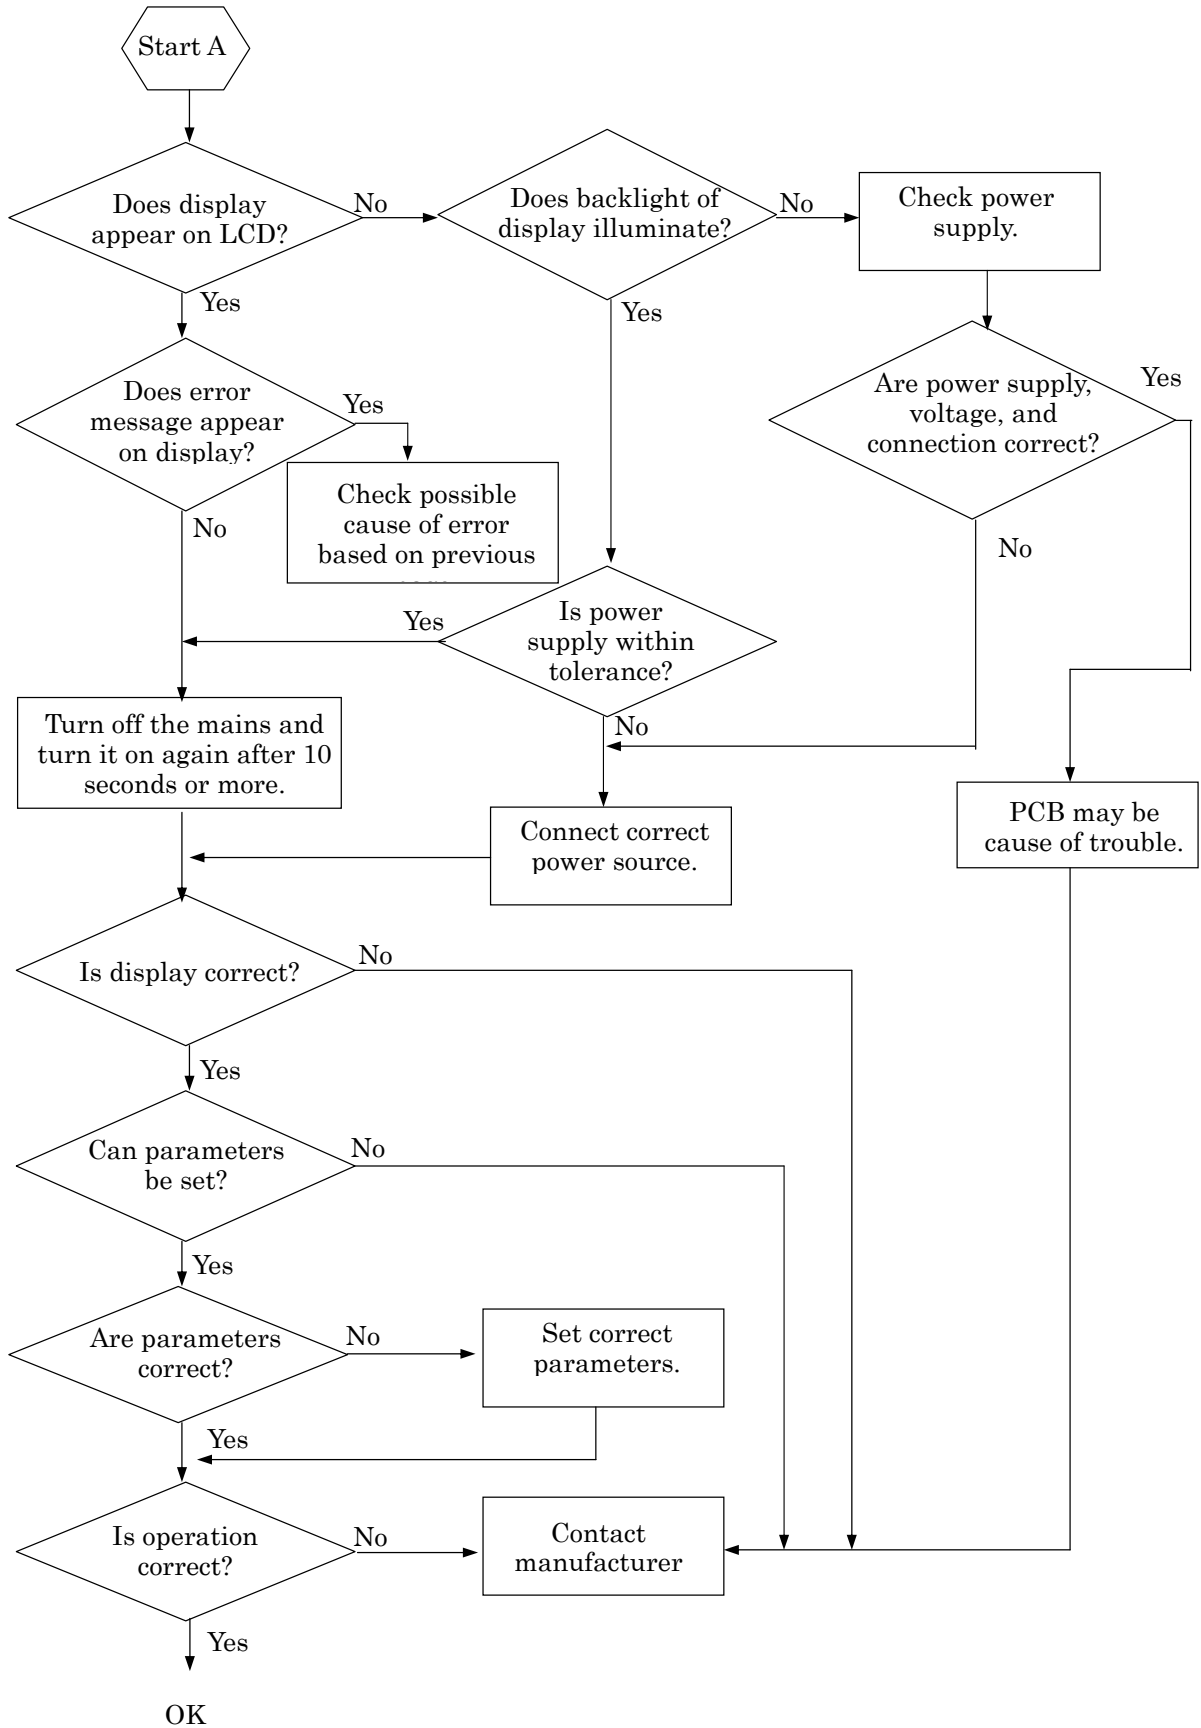 Start A
Does display
appear on LCD?
No
Does backlight of
display illuminate?
No
Check power
supply.
Yes
Yes
Does error
message appear
on display?
Yes
Are power supply,
voltage, and
connection correct?
Yes
Check possible
cause of error
based on previous
No
No
Is power
supply within
tolerance?
Yes
No
Turn off the mains and
turn it on again after 10
seconds or more.
Connect correct
power source.
PCB may be
cause of trouble.
Is display correct?
No
Yes
Can parameters
be set?
No
Yes
Are parameters
correct?
No
Set correct
parameters.
Yes
Is operation
correct?
No
Contact
manufacturer
Yes
OK